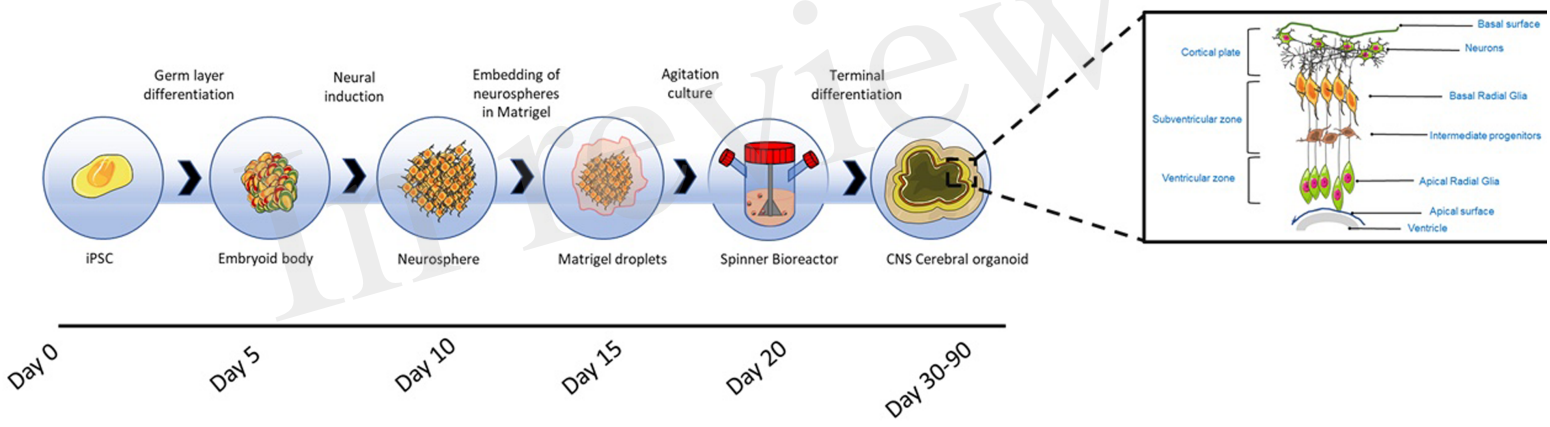 Germ layer
differentiation
Neural
induction
Embedding of
neurospheres
in Matrigel
Agitation
culture
Terminal
differentiation
iPSC
Embryoid body
Neurosphere
Matrigel droplets
Spinner Bioreactor
CNS Cerebral organoid
Day 0
Day 5
Day 10
Day 15
Day 20
Day 30-90
Cortical plate
Subventricular zone
Ventricular zone
Basal surface
Neurons
Basal Radial Glia
Intermediate progenitors
Apical Radial Glia
Apical surface
Ventricle
In review